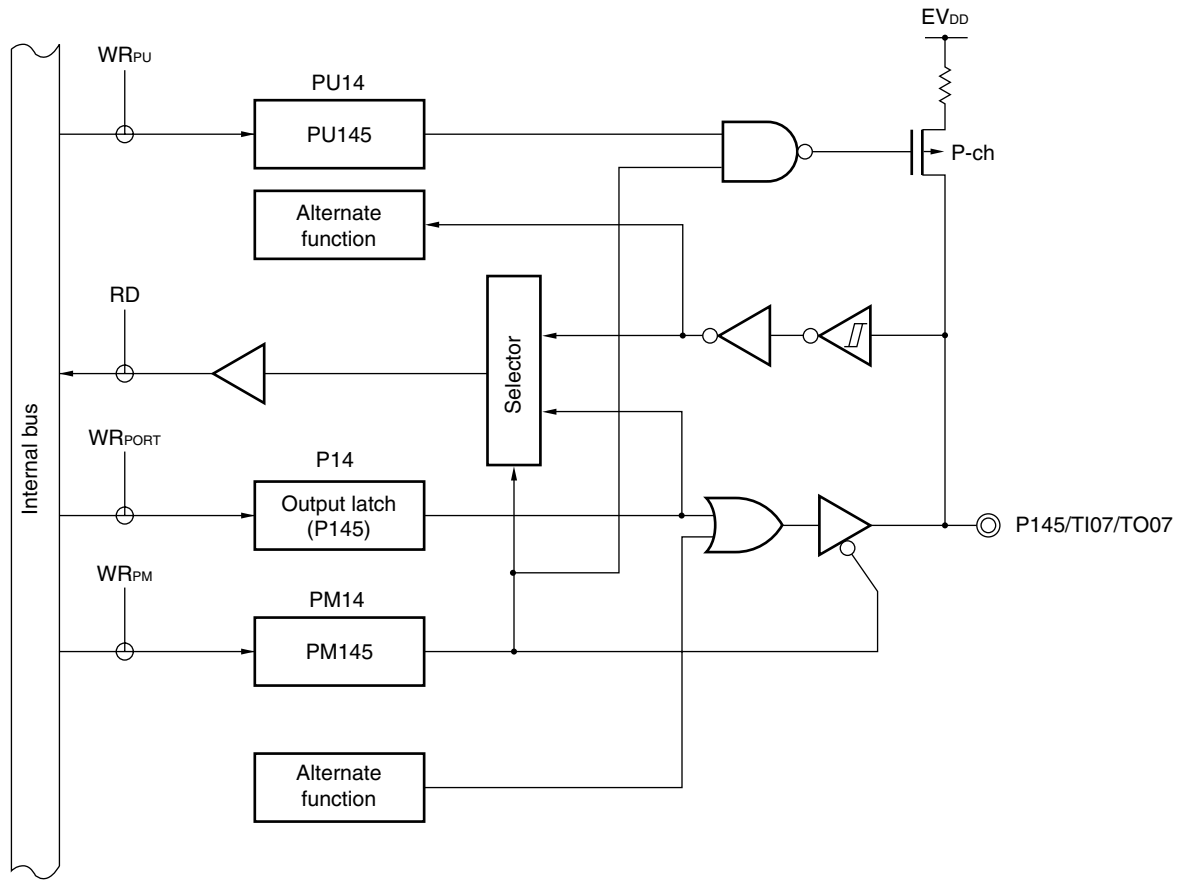 EVDD
WRPU
PU14
PU145
P-ch
Alternate
function
RD
Selector
Internal bus
WRPORT
P14
Output latch
(P145)
P145/TI07/TO07
WRPM
PM14
PM145
Alternate
function